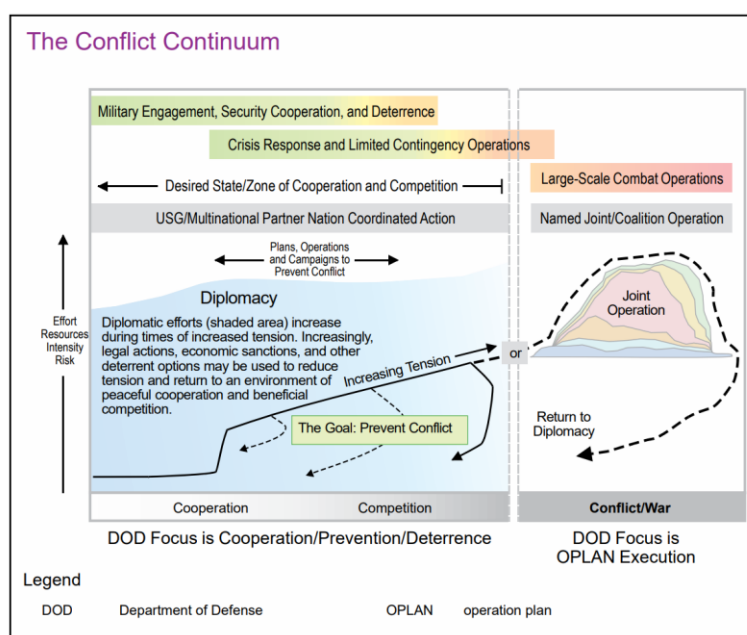 The Conflict Continuum
Military Engagement, Security Cooperation, and Deterrence
Crisis Response and Limited Contingency Operations
Desired State/Zone of Cooperation and Competition
Large-Scale Combat Operations
USG/Multinational Partner Nation Coordinated Action
Named Joint/Coalition Operation
Plans, Operations
and Campaigns to
Prevent Conflict
Effort
Resources
Intensity
Risk
Diplomacy
Diplomatic efforts (shaded area) increase
during times of increased tension. Increasingly,
legal actions, economic sanctions, and other
deterrent options may be used to reduce
tension and return to an environment of
peaceful cooperation and beneficial
competition.
Increasing Tension
or
Joint
Operation
The Goal: Prevent Conflict
Return to
Diplomacy
Cooperation
Competition
Conflict/War
DOD Focus is Cooperation/Prevention/Deterrence
DOD Focus is
OPLAN Execution
Legend
DOD Department of Defense OPLAN operation plan